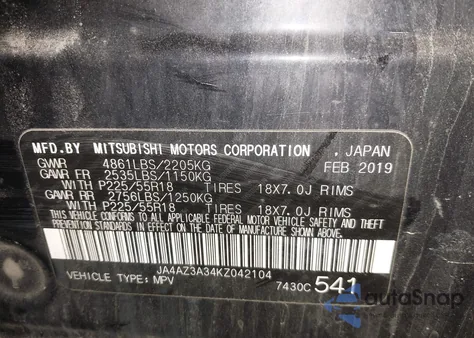 MFD.BY MITSUBISHI MOTORS CORPORATION , JAPAN
GVWR 4861LBS/2205KG FEB 2019
GAWR FR 2535LBS/1150KG
WITH P225/55R18 TIRES 18X7.0J RIMS
GAWR RR 2756LBS/1250KG
WITH P225/55R18 TIRES 18X7.0J RIMS
THIS VEHICLE CONFORMS TO ALL APPLICABLE FEDERAL MOTOR VEHICLE SAFETY AND THEFT
PREVENTION STANDARDS IN EFFECT ON THE DATE OF MANUFACTURE SHOWN ABOVE.
JA4AZ3A34KZ042104
VEHICLE TYPE: MPV 7430C 541
autoSnap